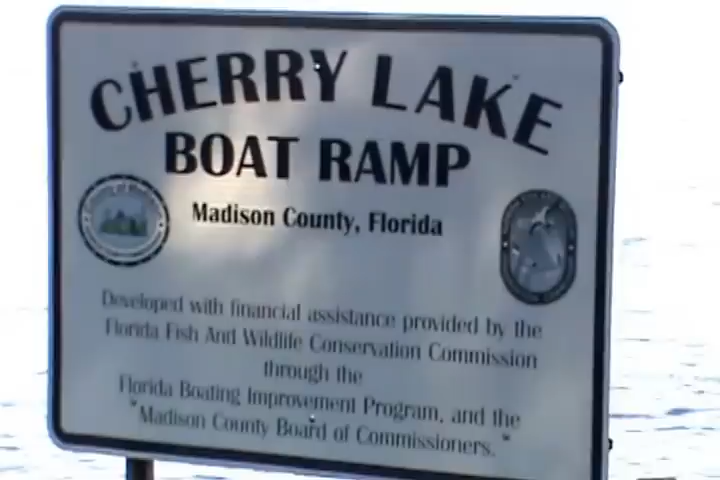 CHERRY LAKE
BOAT RAMP
Madison County, Florida
Developed with financial assistance provided by the
Florida Fish And Wildlife Conservation Commission
through the
Florida Boating Improvement Program, and the
"Madison County Board of Commissioners."